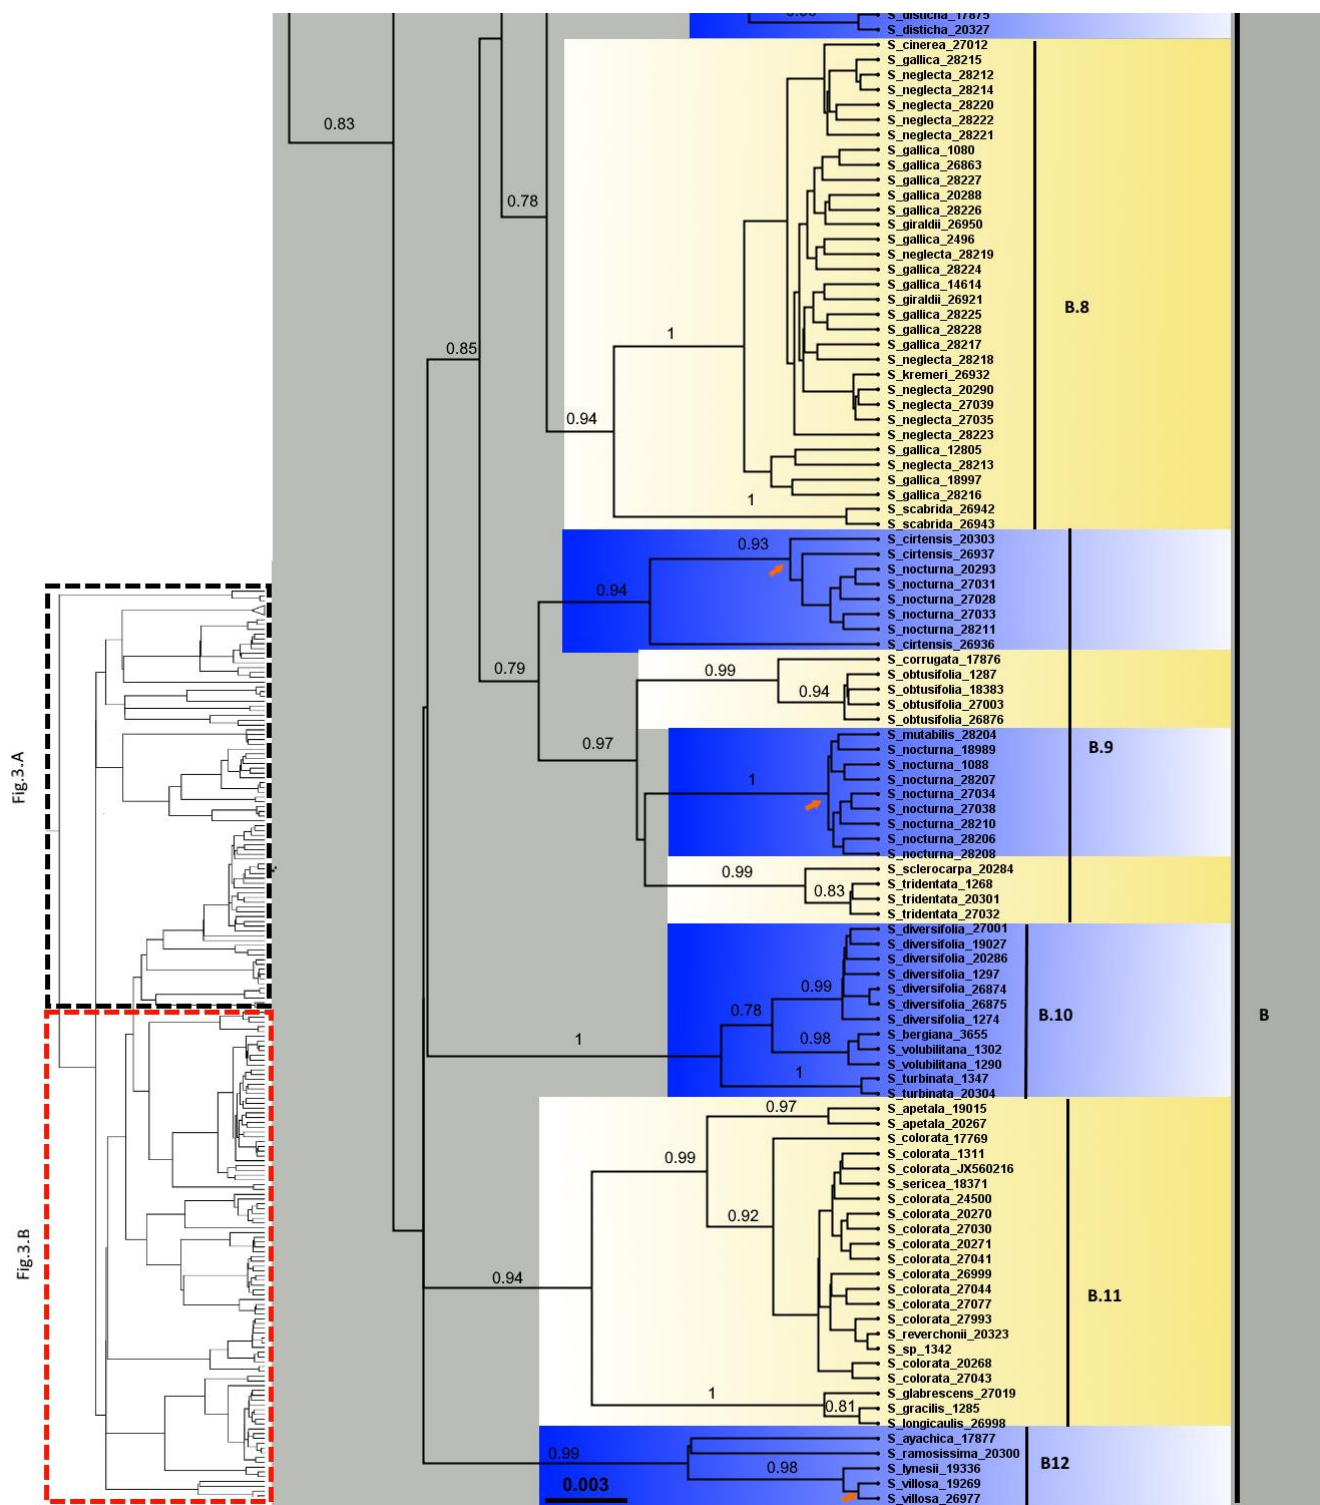 S_disticha_17875
S_disticha_20327
S_cinerea_27012
S_gallica_28215
S_neglecta_28212
S_neglecta_28214
S_neglecta_28220
S_neglecta_28222
S_neglecta_28221
0.83
S_gallica_1080
S_gallica_26863
S_gallica_28227
0.78
S_gallica_20288
S_gallica_28226
S_giraldii_26950
S_gallica_2496
S_neglecta_28219
S_gallica_28224
S_gallica_14614
S_giraldii_26921
B.8
S_gallica_28225
S_gallica_28228
1
0.85
S_gallica_28217
S_neglecta_28218
S_kremeri_26932
S_neglecta_20290
S_neglecta_27039
0.94
S_neglecta_27035
S_neglecta_28223
S_gallica_12805
S_neglecta_28213
S_gallica_18997
1
S_gallica_28216
S_scabrida_26942
S_scabrida_26943
0.93
S_cirtensis_20303
S_cirtensis_26937
S_nocturna_20293
S_nocturna_27031
0.94
S_nocturna_27028
S_nocturna_27033
S_nocturna_28211
S_cirtensis_26936
0.79
0.99
S_corrugata_17876
S_obtusifolia_1287
0.94
S_obtusifolia_18383
S_obtusifolia_27003
S_obtusifolia_26876
0.97
S_mutabilis_28204
B.9
S_nocturna_18989
S_nocturna_1088
1
S_nocturna_28207
S_nocturna_27034
S_nocturna_27038
S_nocturna_28210
S_nocturna_28206
S_nocturna_28208
0.99
S_sclerocarpa_20284
0.83
S_tridentata_1268
S_tridentata_20301
S_tridentata_27032
S_diversifolia_27001
S_diversifolia_19027
S_diversifolia_20286
S_diversifolia_1297
0.99
S_diversifolia_26874
S_diversifolia_26875
0.78
S_diversifolia_1274
B.10
B
S_bergiana_3655
1
0.98
S_volubilitana_1302
S_volubilitana_1290
1
S_turbinata_1347
S_turbinata_20304
0.97
S_apetala_19015
S_apetala_20267
S_colorata_17769
0.99
S_colorata_1311
S_colorata_JX560216
S_sericea_18371
S_colorata_24500
0.92
S_colorata_20270
S_colorata_27030
S_colorata_20271
S_colorata_27041
0.94
S_colorata_26999
S_colorata_27044
B.11
S_colorata_27077
S_colorata_27993
S_reverchonii_20323
S_sp_1342
S_colorata_20268
S_colorata_27043
1
S_glabrescens_27019
0.81
S_gracilis_1285
S_longicaulis_26998
S_ayachica_17877
0.99
S_ramosissima_20300
B12
0.98
S_lynesii_19336
0.003
S_villosa_19269
S_villosa_26977
Fig.3.A
Fig.3.B